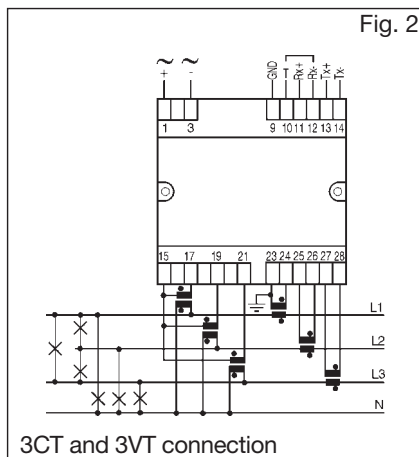 Fig. 2
~ ~
+ -
GND T Rx+ Rx- Tx+ Tx-
1 3 9 10 11 12 13 14
15 17 19 21 23 24 25 26 27 28
L1
L2
L3
N
3CT and 3VT connection